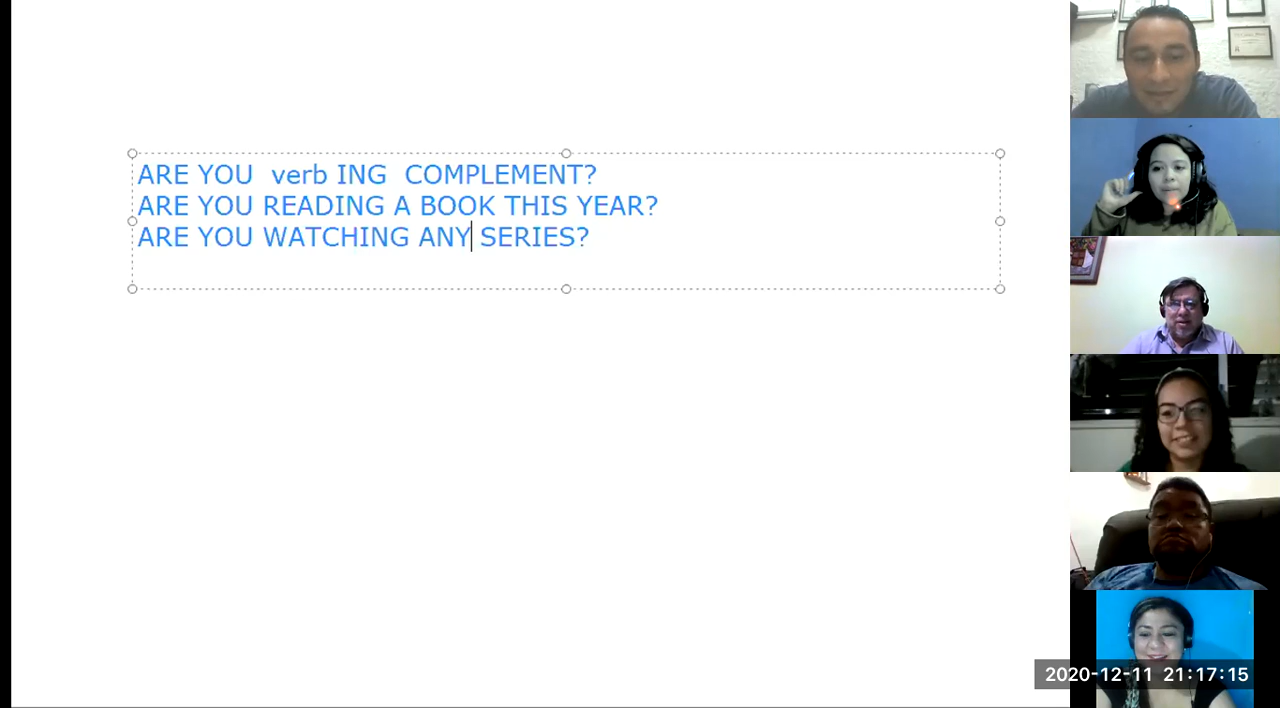 ARE YOU verb ING COMPLEMENT?
ARE YOU READING A BOOK THIS YEAR?
ARE YOU WATCHING ANY SERIES?
2020-12-11 21:17:15